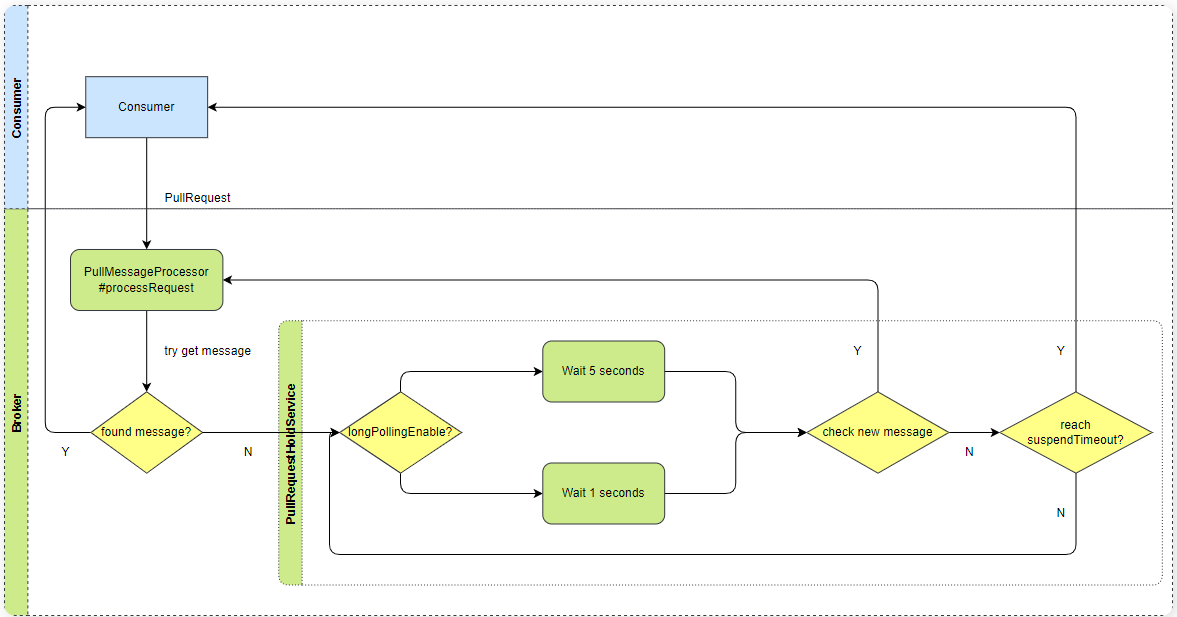 Consumer
Consumer
PullRequest
Broker
PullMessageProcessor
#processRequest
try get message
found message?
Y
N
PullRequestHoldService
longPollingEnable?
Wait 5 seconds
Wait 1 seconds
check new message
Y
N
reach
suspendTimeout?
Y
N